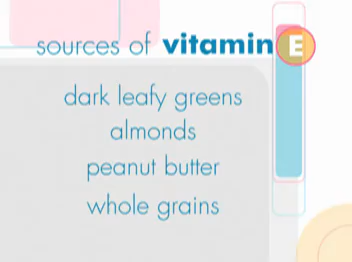 sources of vitamin E
dark leafy greens
almonds
peanut butter
whole grains